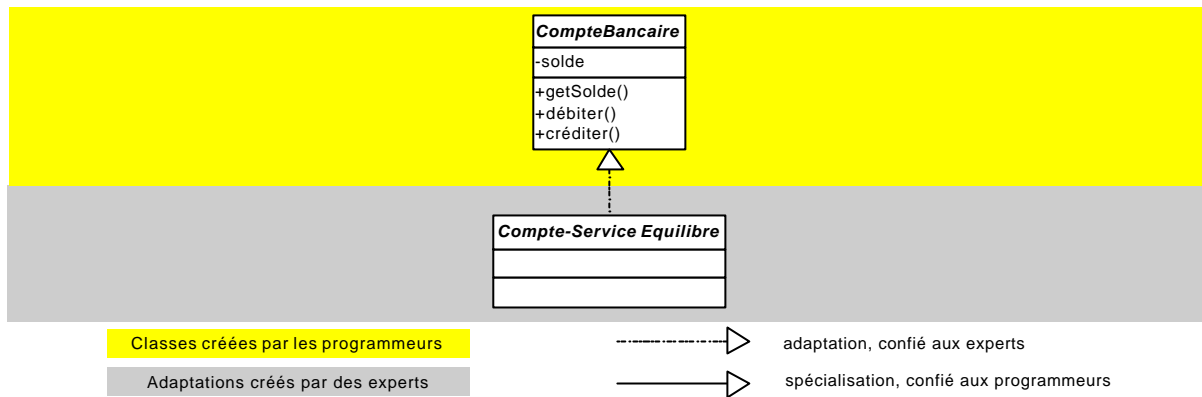 CompteBancaire
-solde
+getSolde()
+débiter()
+créditer()
Compte-Service Equilibre
Classes créées par les programmeurs
adaptation, confié aux experts
Adaptations créés par des experts
spécialisation, confié aux programmeurs